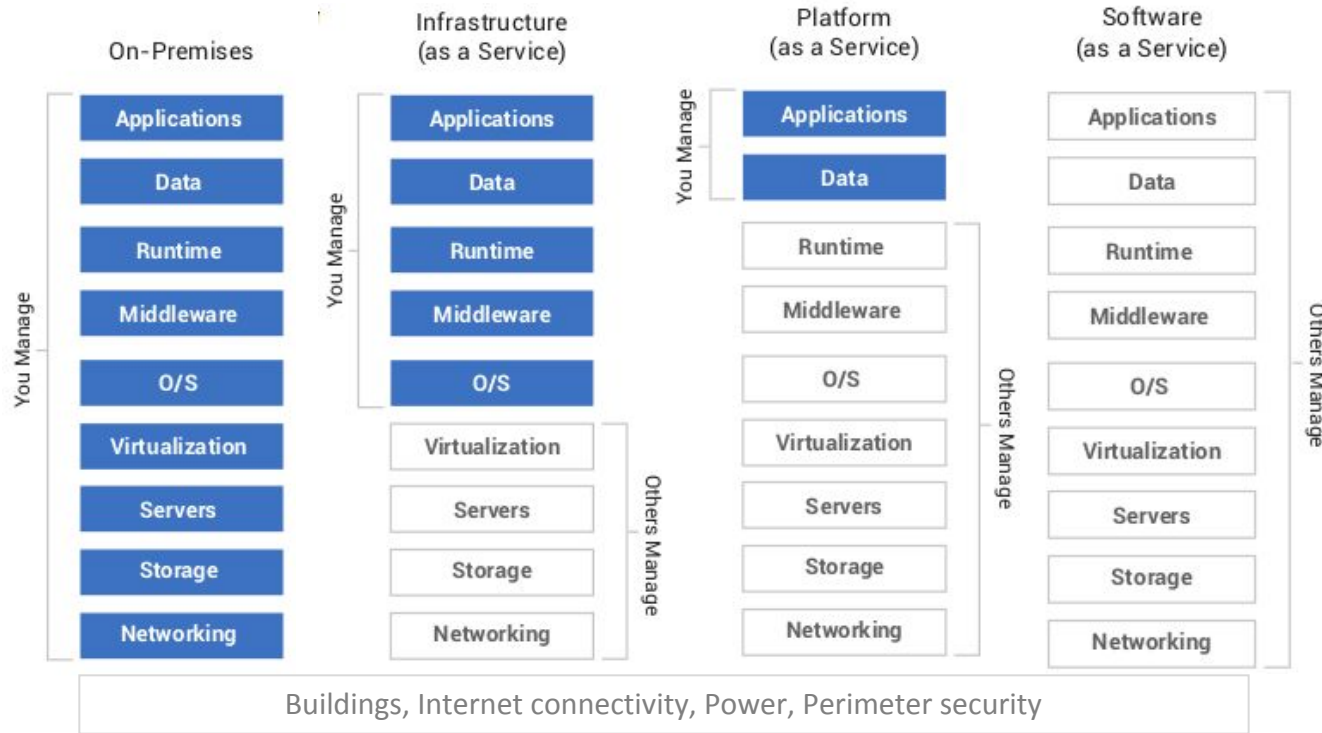 On-Premises
You Manage
Applications
Data
Runtime
Middleware
O/S
Virtualization
Servers
Storage
Networking
Infrastructure
(as a Service)
You Manage
Applications
Data
Runtime
Middleware
O/S
Virtualization
Servers
Storage
Networking
Others Manage
Platform
(as a Service)
You Manage
Applications
Data
Runtime
Middleware
O/S
Virtualization
Servers
Storage
Networking
Others Manage
Software
(as a Service)
Applications
Data
Runtime
Middleware
O/S
Virtualization
Servers
Storage
Networking
Others Manage
Buildings, Internet connectivity, Power, Perimeter security